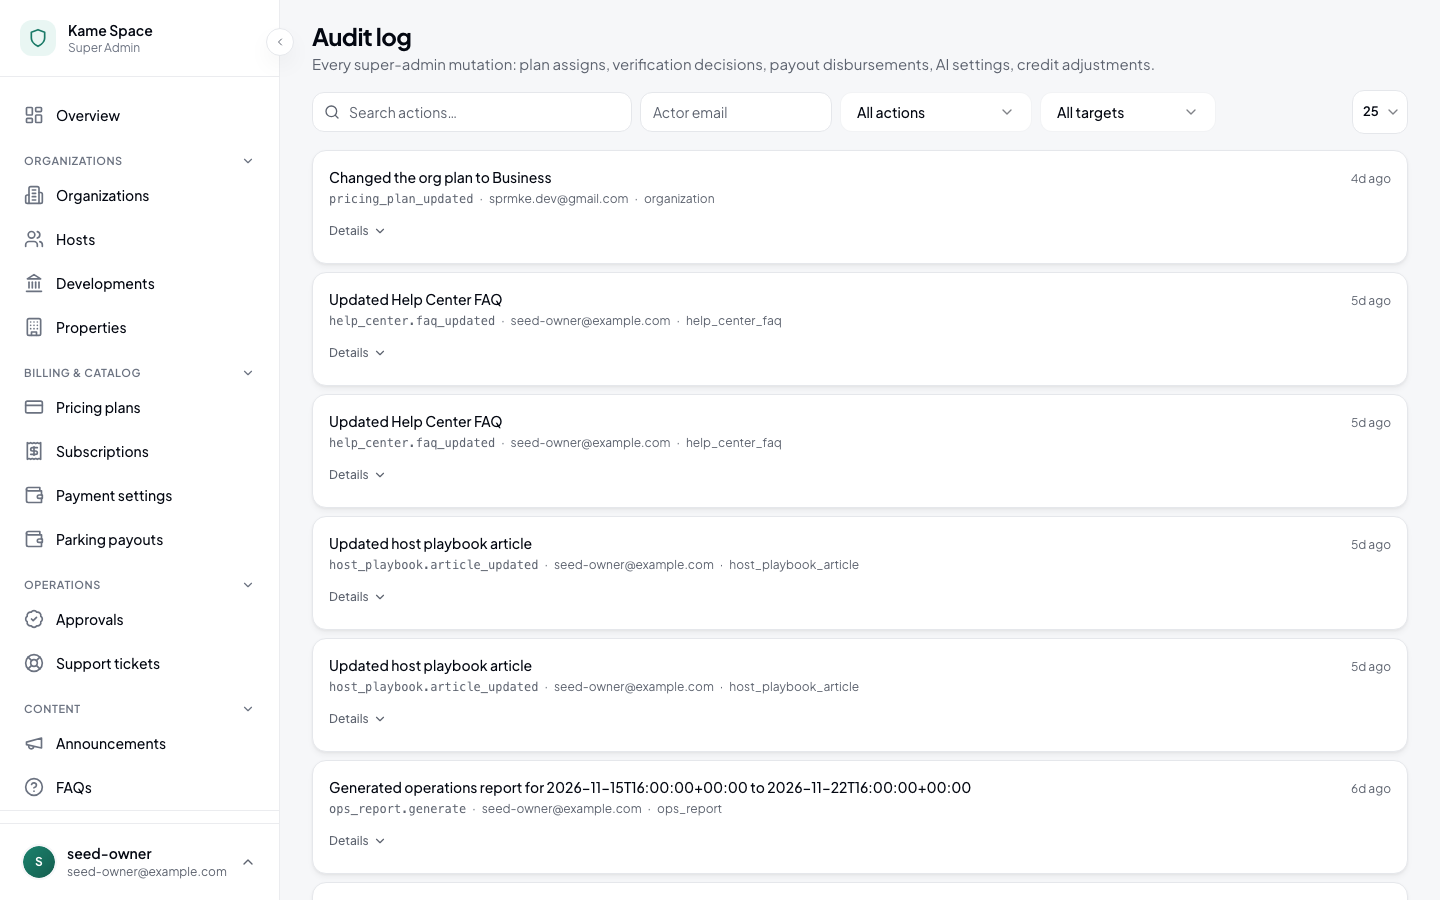 Kame Space
Super Admin
Overview
ORGANIZATIONS
Organizations
Hosts
Developments
Properties
BILLING & CATALOG
Pricing plans
Subscriptions
Payment settings
Parking payouts
OPERATIONS
Approvals
Support tickets
CONTENT
Announcements
FAQs
S
seed-owner
seed-owner@example.com
Audit log
Every super-admin mutation: plan assigns, verification decisions, payout disbursements, AI settings, credit adjustments.
Search actions…
Actor email
All actions
All targets
25
Changed the org plan to Business
4d ago
pricing_plan_updated · sprmke.dev@gmail.com · organization
Details
Updated Help Center FAQ
5d ago
help_center.faq_updated · seed-owner@example.com · help_center_faq
Details
Updated Help Center FAQ
5d ago
help_center.faq_updated · seed-owner@example.com · help_center_faq
Details
Updated host playbook article
5d ago
host_playbook.article_updated · seed-owner@example.com · host_playbook_article
Details
Updated host playbook article
5d ago
host_playbook.article_updated · seed-owner@example.com · host_playbook_article
Details
Generated operations report for 2026-11-15T16:00:00+00:00 to 2026-11-22T16:00:00+00:00
6d ago
ops_report.generate · seed-owner@example.com · ops_report
Details